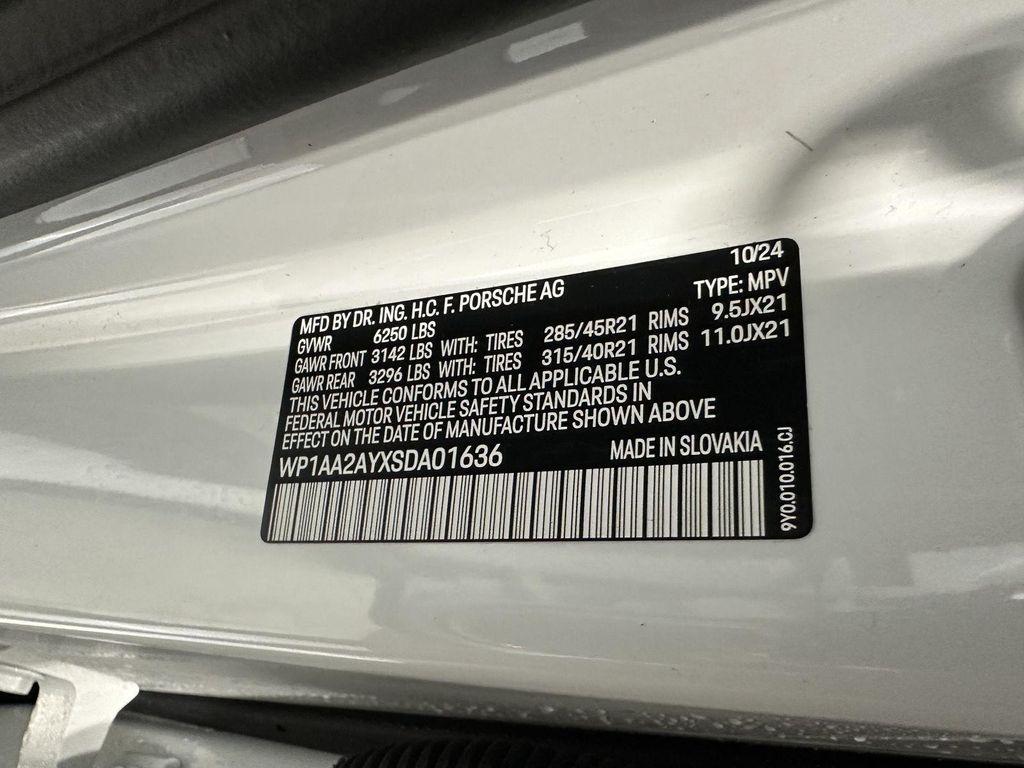 10/24
MFD BY DR. ING. H.C. F. PORSCHE AG TYPE: MPV
GVWR 6250 LBS
GAWR FRONT 3142 LBS WITH: TIRES 285/45R21 RIMS 9.5JX21
GAWR REAR 3296 LBS WITH: TIRES 315/40R21 RIMS 11.0JX21
THIS VEHICLE CONFORMS TO ALL APPLICABLE U.S.
FEDERAL MOTOR VEHICLE SAFETY STANDARDS IN
EFFECT ON THE DATE OF MANUFACTURE SHOWN ABOVE
WP1AA2AYXSDA01636 MADE IN SLOVAKIA
9Y0.010.016.CJ